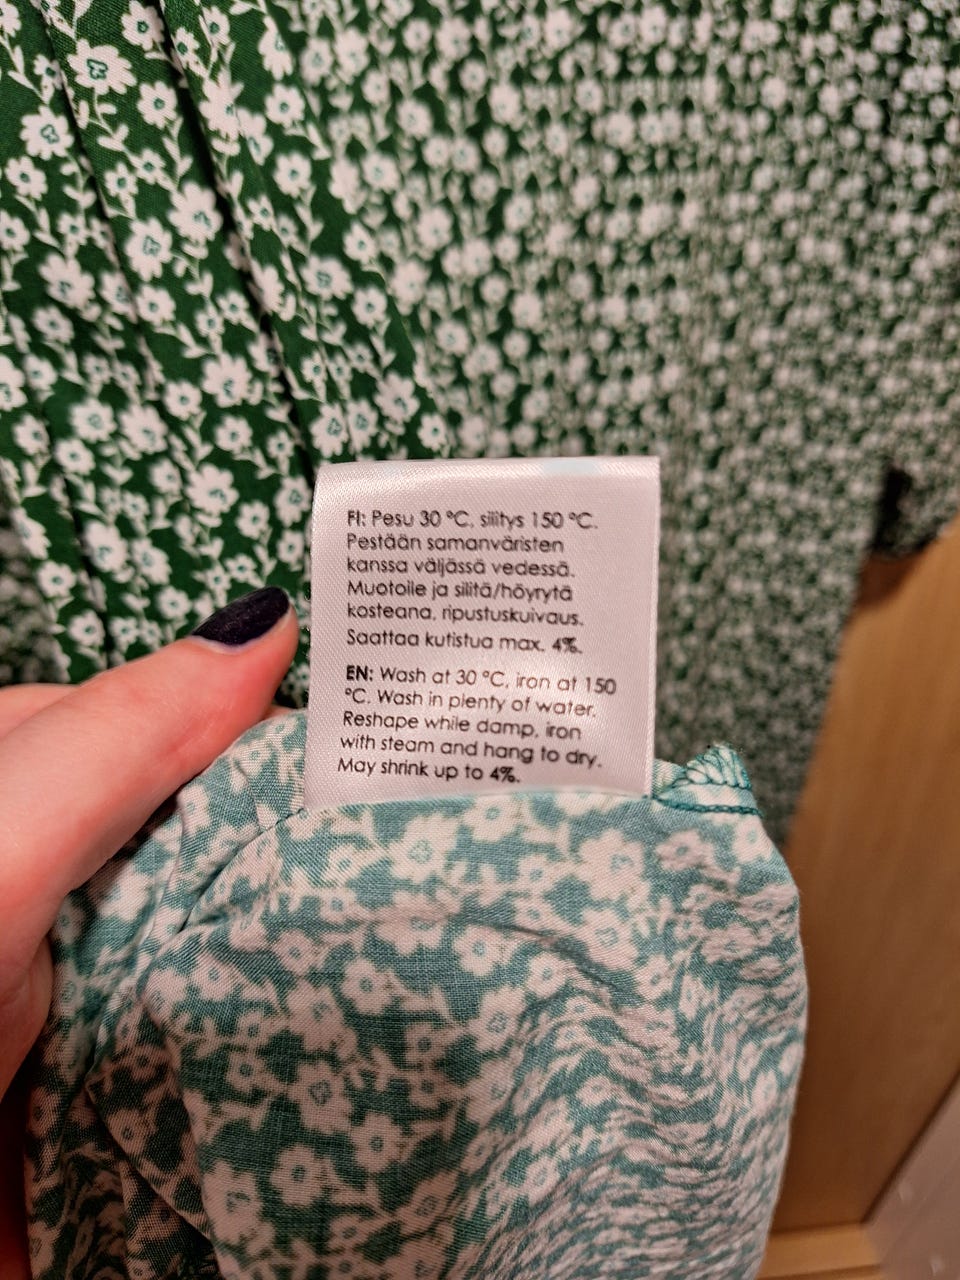 FI: Pesu 30 °C, silitys 150 °C.
Pestään samanväristen
kanssa väljässä vedessä.
Muotoile ja silitä/höyrytä
kosteana, ripustuskuivaus.
Saattaa kutistua max. 4%.
EN: Wash at 30 °C, iron at 150
°C. Wash in plenty of water.
Reshape while damp, iron
with steam and hang to dry.
May shrink up to 4%.